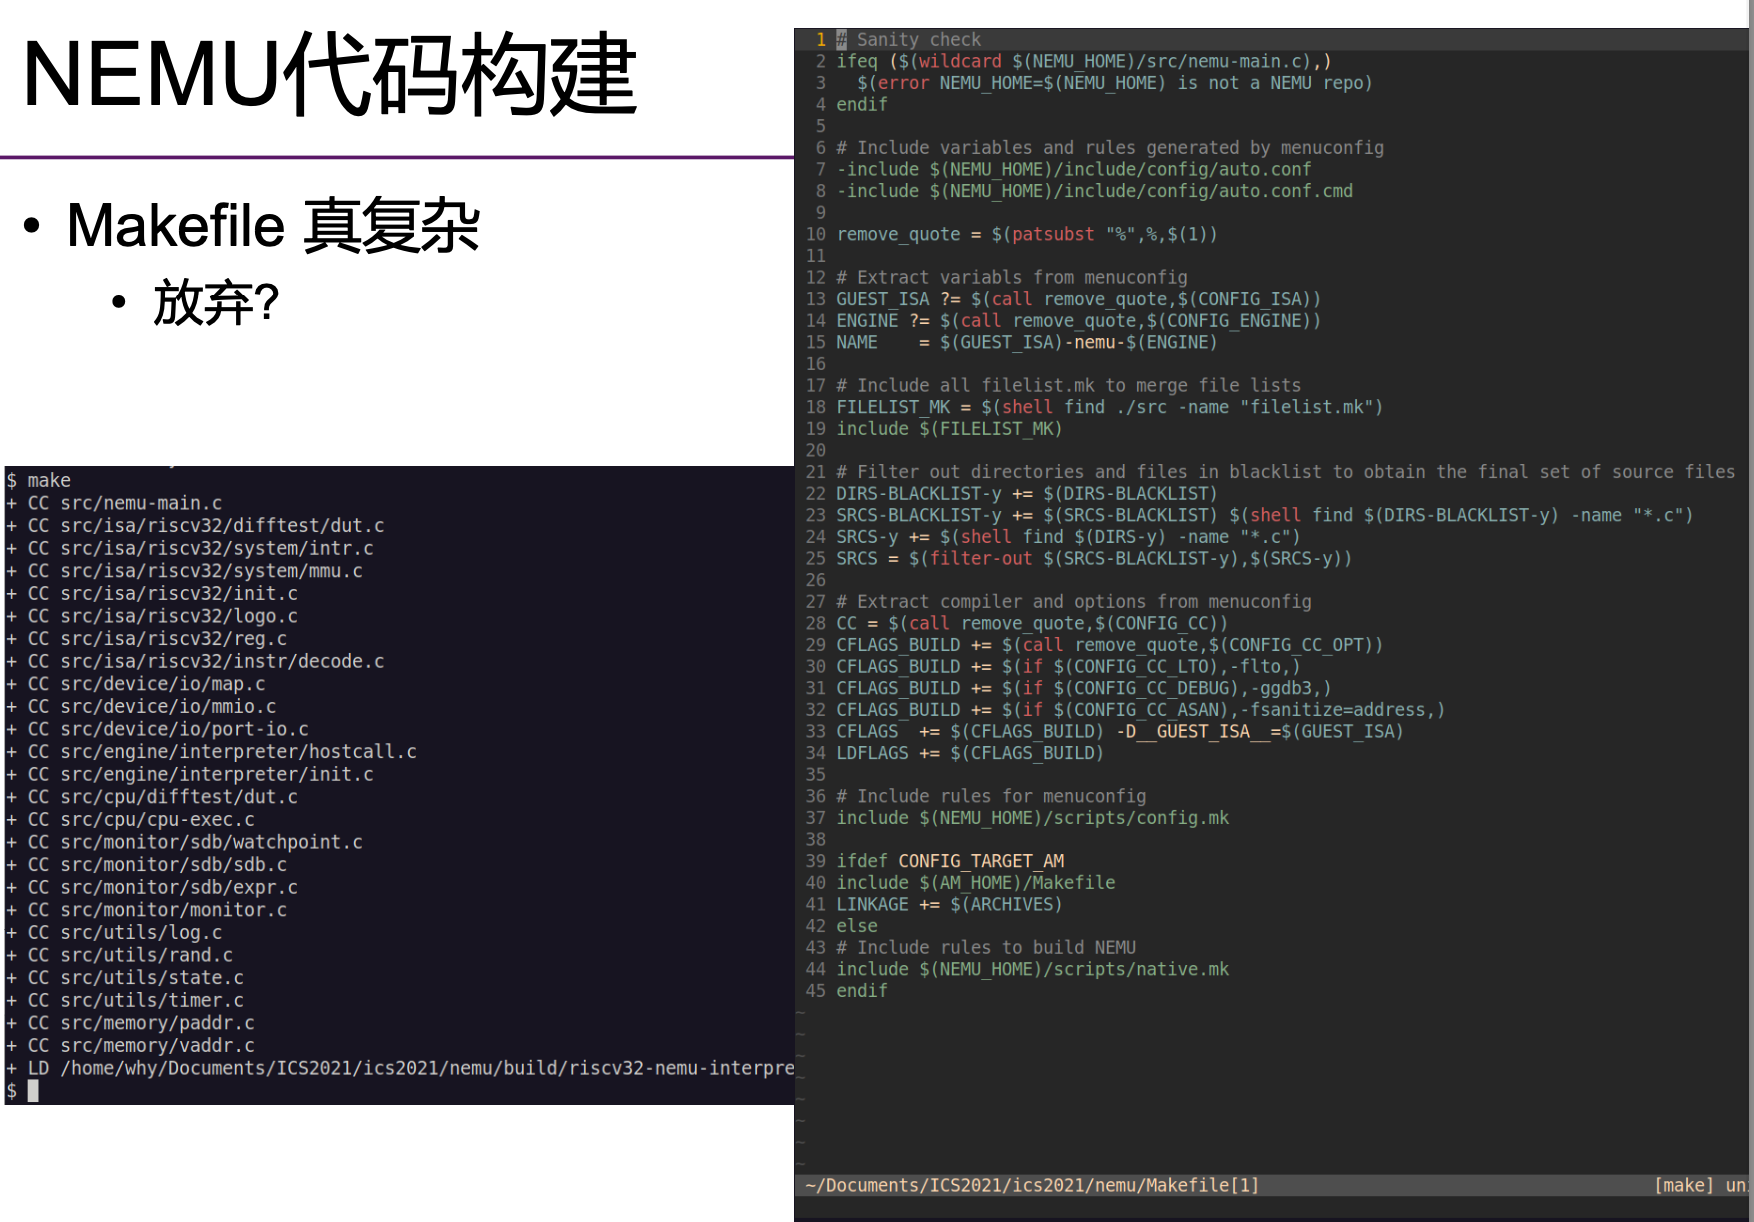 NEMU代码构建
• Makefile 真复杂
• 放弃?
$ make
+ CC src/nemu-main.c
+ CC src/isa/riscv32/difftest/dut.c
+ CC src/isa/riscv32/system/intr.c
+ CC src/isa/riscv32/system/mmu.c
+ CC src/isa/riscv32/init.c
+ CC src/isa/riscv32/logo.c
+ CC src/isa/riscv32/reg.c
+ CC src/isa/riscv32/instr/decode.c
+ CC src/device/io/map.c
+ CC src/device/io/mmio.c
+ CC src/device/io/port-io.c
+ CC src/engine/interpreter/hostcall.c
+ CC src/engine/interpreter/init.c
+ CC src/cpu/difftest/dut.c
+ CC src/cpu/cpu-exec.c
+ CC src/monitor/sdb/watchpoint.c
+ CC src/monitor/sdb/sdb.c
+ CC src/monitor/sdb/expr.c
+ CC src/monitor/monitor.c
+ CC src/utils/log.c
+ CC src/utils/rand.c
+ CC src/utils/state.c
+ CC src/utils/timer.c
+ CC src/memory/paddr.c
+ CC src/memory/vaddr.c
+ LD /home/why/Documents/ICS2021/ics2021/nemu/build/riscv32-nemu-interpre
$
1 # Sanity check
2 ifeq ($(wildcard $(NEMU_HOME)/src/nemu-main.c),)
3   $(error NEMU_HOME=$(NEMU_HOME) is not a NEMU repo)
4 endif
5
6 # Include variables and rules generated by menuconfig
7 -include $(NEMU_HOME)/include/config/auto.conf
8 -include $(NEMU_HOME)/include/config/auto.conf.cmd
9
10 remove_quote = $(patsubst "%",%,$(1))
11
12 # Extract variabls from menuconfig
13 GUEST_ISA ?= $(call remove_quote,$(CONFIG_ISA))
14 ENGINE ?= $(call remove_quote,$(CONFIG_ENGINE))
15 NAME    = $(GUEST_ISA)-nemu-$(ENGINE)
16
17 # Include all filelist.mk to merge file lists
18 FILELIST_MK = $(shell find ./src -name "filelist.mk")
19 include $(FILELIST_MK)
20
21 # Filter out directories and files in blacklist to obtain the final set of source files
22 DIRS-BLACKLIST-y += $(DIRS-BLACKLIST)
23 SRCS-BLACKLIST-y += $(SRCS-BLACKLIST) $(shell find $(DIRS-BLACKLIST-y) -name "*.c")
24 SRCS-y += $(shell find $(DIRS-y) -name "*.c")
25 SRCS = $(filter-out $(SRCS-BLACKLIST-y),$(SRCS-y))
26
27 # Extract compiler and options from menuconfig
28 CC = $(call remove_quote,$(CONFIG_CC))
29 CFLAGS_BUILD += $(call remove_quote,$(CONFIG_CC_OPT))
30 CFLAGS_BUILD += $(if $(CONFIG_CC_LTO),-flto,)
31 CFLAGS_BUILD += $(if $(CONFIG_CC_DEBUG),-ggdb3,)
32 CFLAGS_BUILD += $(if $(CONFIG_CC_ASAN),-fsanitize=address,)
33 CFLAGS  += $(CFLAGS_BUILD) -D__GUEST_ISA__=$(GUEST_ISA)
34 LDFLAGS += $(CFLAGS_BUILD)
35
36 # Include rules for menuconfig
37 include $(NEMU_HOME)/scripts/config.mk
38
39 ifdef CONFIG_TARGET_AM
40 include $(AM_HOME)/Makefile
41 LINKAGE += $(ARCHIVES)
42 else
43 # Include rules to build NEMU
44 include $(NEMU_HOME)/scripts/native.mk
45 endif
~
~
~
~
~
~
~
~
~/Documents/ICS2021/ics2021/nemu/Makefile[1] [make] un